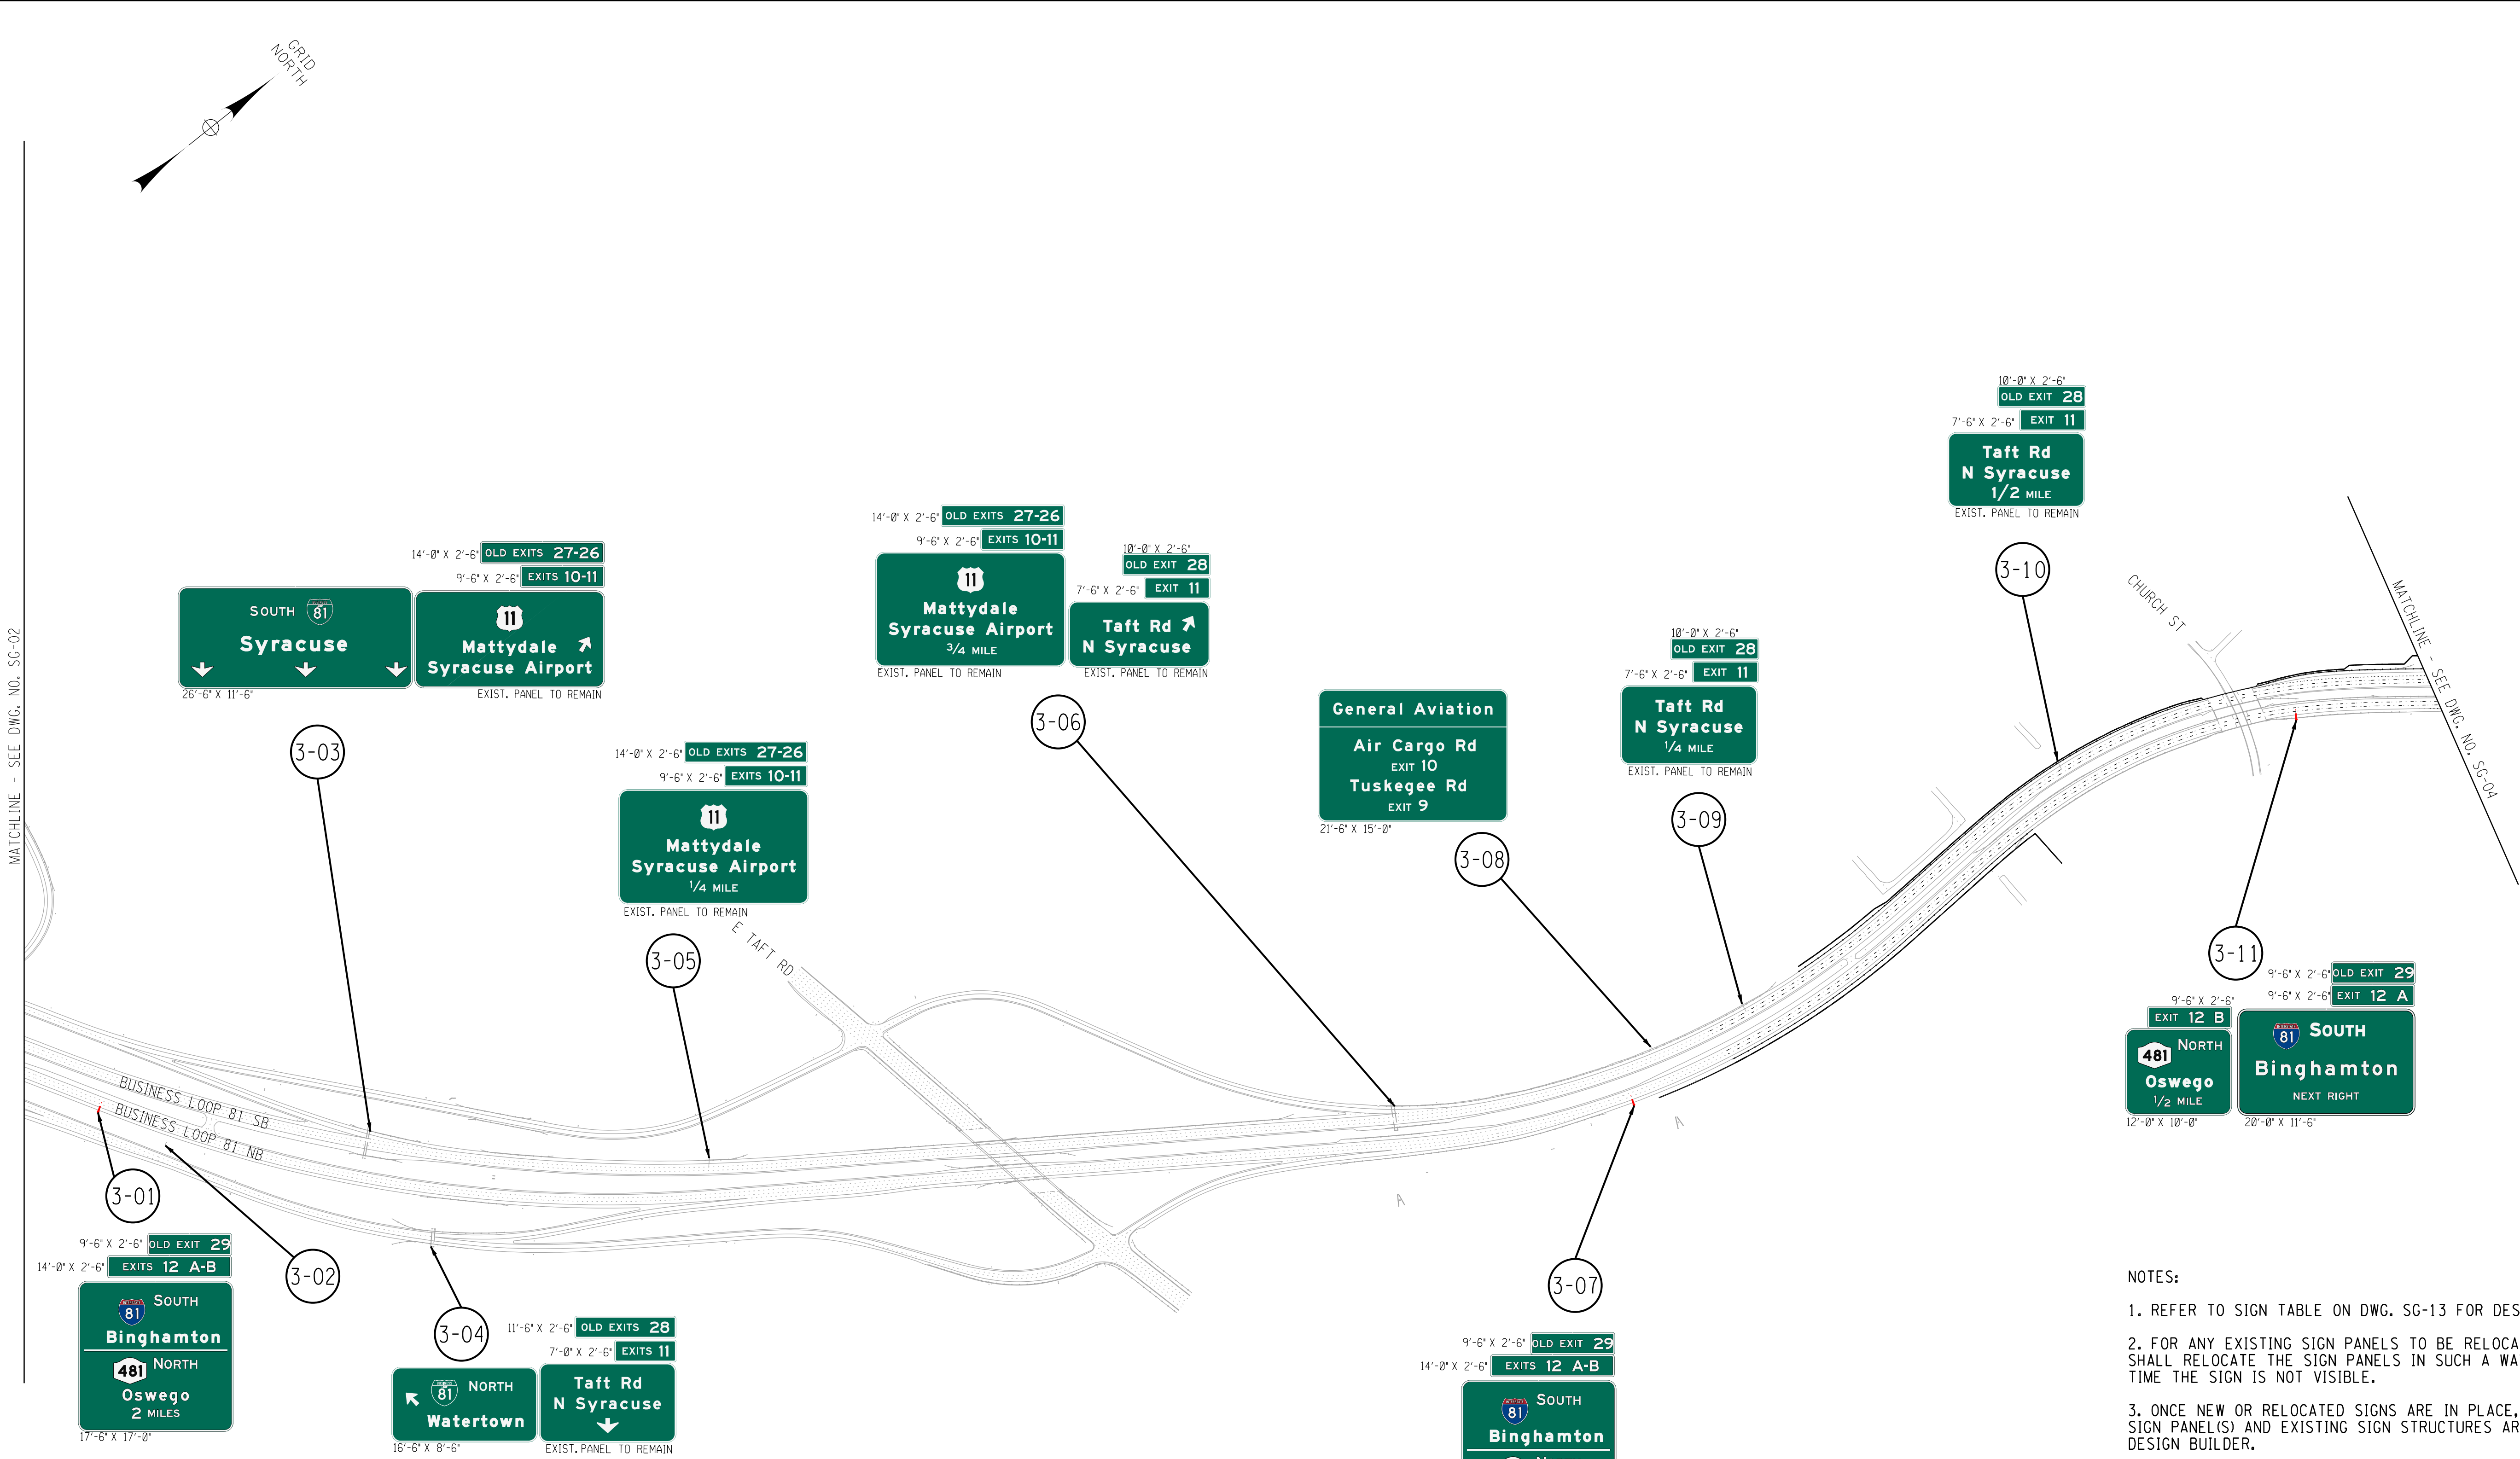 GRID
NORTH
MATCHLINE - SEE DWG. NO. SG-02
14'-0" X 2'-6"
OLD EXITS 27-26
9'-6" X 2'-6"
EXITS 10-11
SOUTH 81
Syracuse
26'-6" X 11'-6"
11
Mattydale
Syracuse Airport
EXIST. PANEL TO REMAIN
3-03
14'-0" X 2'-6"
OLD EXITS 27-26
9'-6" X 2'-6"
EXITS 10-11
11
Mattydale
Syracuse Airport
1/4 MILE
EXIST. PANEL TO REMAIN
3-05
14'-0" X 2'-6"
OLD EXITS 27-26
9'-6" X 2'-6"
EXITS 10-11
11
Mattydale
Syracuse Airport
3/4 MILE
EXIST. PANEL TO REMAIN
10'-0" X 2'-6"
OLD EXIT 28
7'-6" X 2'-6"
EXIT 11
Taft Rd
N Syracuse
EXIST. PANEL TO REMAIN
3-06
General Aviation
Air Cargo Rd
EXIT 10
Tuskegee Rd
EXIT 9
21'-6" X 15'-0"
3-08
10'-0" X 2'-6"
OLD EXIT 28
7'-6" X 2'-6"
EXIT 11
Taft Rd
N Syracuse
1/4 MILE
EXIST. PANEL TO REMAIN
3-09
10'-0" X 2'-6"
OLD EXIT 28
7'-6" X 2'-6"
EXIT 11
Taft Rd
N Syracuse
1/2 MILE
EXIST. PANEL TO REMAIN
3-10
CHURCH ST
MATCHLINE - SEE DWG. NO. SG-04
E TAFT RD
BUSINESS LOOP 81 SB
BUSINESS LOOP 81 NB
A
A
3-11
9'-6" X 2'-6"
OLD EXIT 29
9'-6" X 2'-6"
EXIT 12 A
9'-6" X 2'-6"
EXIT 12 B
481 NORTH
Oswego
1/2 MILE
12'-0" X 10'-0"
INTERSTATE
81 SOUTH
Binghamton
NEXT RIGHT
20'-0" X 11'-6"
3-01
9'-6" X 2'-6"
OLD EXIT 29
14'-0" X 2'-6"
EXITS 12 A-B
INTERSTATE
81 SOUTH
Binghamton
481 NORTH
Oswego
2 MILES
17'-6" X 17'-0"
3-02
3-04
11'-6" X 2'-6"
OLD EXITS 28
7'-0" X 2'-6"
EXITS 11
81 NORTH
Watertown
16'-6" X 8'-6"
Taft Rd
N Syracuse
EXIST. PANEL TO REMAIN
3-07
9'-6" X 2'-6"
OLD EXIT 29
14'-0" X 2'-6"
EXITS 12 A-B
INTERSTATE
81 SOUTH
Binghamton
NOTES:
1. REFER TO SIGN TABLE ON DWG. SG-13 FOR DES
2. FOR ANY EXISTING SIGN PANELS TO BE RELOCA
SHALL RELOCATE THE SIGN PANELS IN SUCH A WA
TIME THE SIGN IS NOT VISIBLE.
3. ONCE NEW OR RELOCATED SIGNS ARE IN PLACE,
SIGN PANEL(S) AND EXISTING SIGN STRUCTURES AR
DESIGN BUILDER.